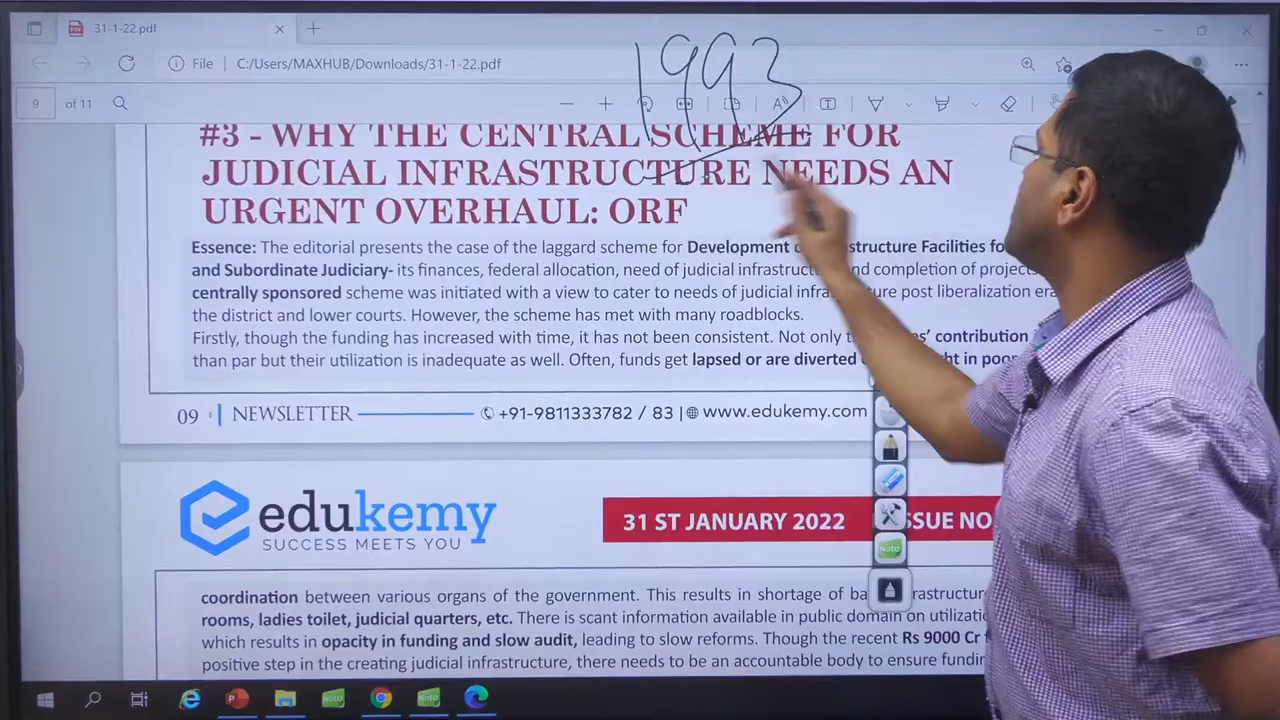 31-1-22.pdf
File C:/Users/MAXHUB/Downloads/31-1-22.pdf
1993
9 of 11
#3 - WHY THE CENTRAL SCHEME FOR
JUDICIAL INFRASTRUCTURE NEEDS AN
URGENT OVERHAUL: ORF
Essence: The editorial presents the case of the laggard scheme for Development
and Subordinate Judiciary- its finances, federal allocation, need of judicial and completion of
centrally sponsored scheme was initiated with a view to cater to needs of judicial post liberalization
the district and lower courts. However, the scheme has met with many roadblocks.
Firstly, though the funding has increased with time, it has not been consistent. Not only contribution
than par but their utilization is inadequate as well. Often, funds get lapsed or are diverted in
09 NEWSLETTER +91-9811333782 / 83 | www.edukemy.com
edukemy
SUCCESS MEETS YOU
31 ST JANUARY 2022
coordination between various organs of the government. This results in shortage of
rooms, ladies toilet, judicial quarters, etc. There is scant information available in public domain on
which results in opacity in funding and slow audit, leading to slow reforms. Though the recent Rs 9000 Cr
positive step in the creating judicial infrastructure, there needs to be an accountable body to ensure
Note